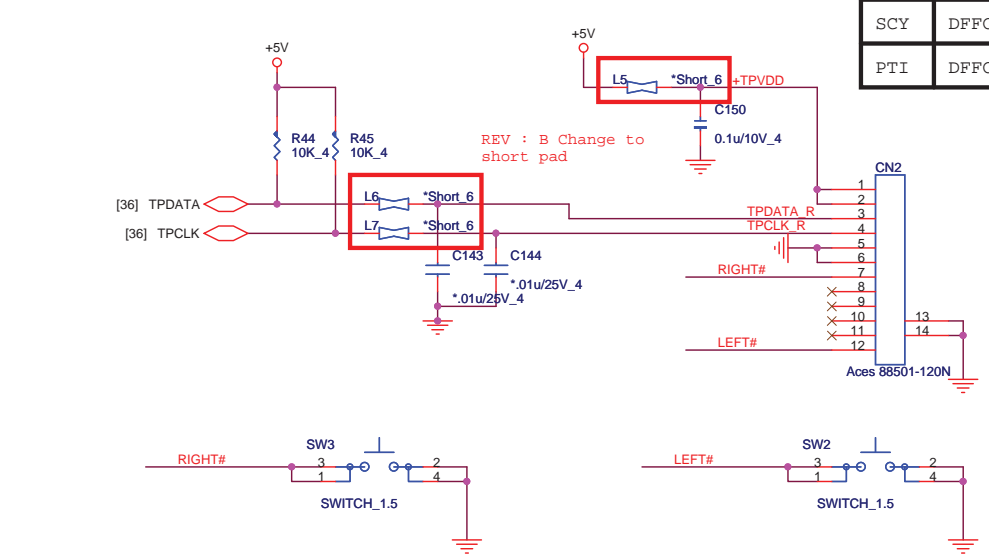 SCY DFFC
PTI DFFC
+5V
+5V
L5 *Short_6 +TPVDD
C150
0.1u/10V_4
R44
10K_4
R45
10K_4
REV : B Change to
short pad
CN2
[36] TPDATA
L6 *Short_6
[36] TPCLK
L7 *Short_6
TPDATA_R
TPCLK_R
C143
*.01u/25V_4
C144
*.01u/25V_4
RIGHT#
LEFT#
1
2
3
4
5
6
7
8
9
10
11
12
13
14
Aces 88501-120N
RIGHT#
SW3
3 2
1 4
SWITCH_1.5
LEFT#
SW2
3 2
1 4
SWITCH_1.5